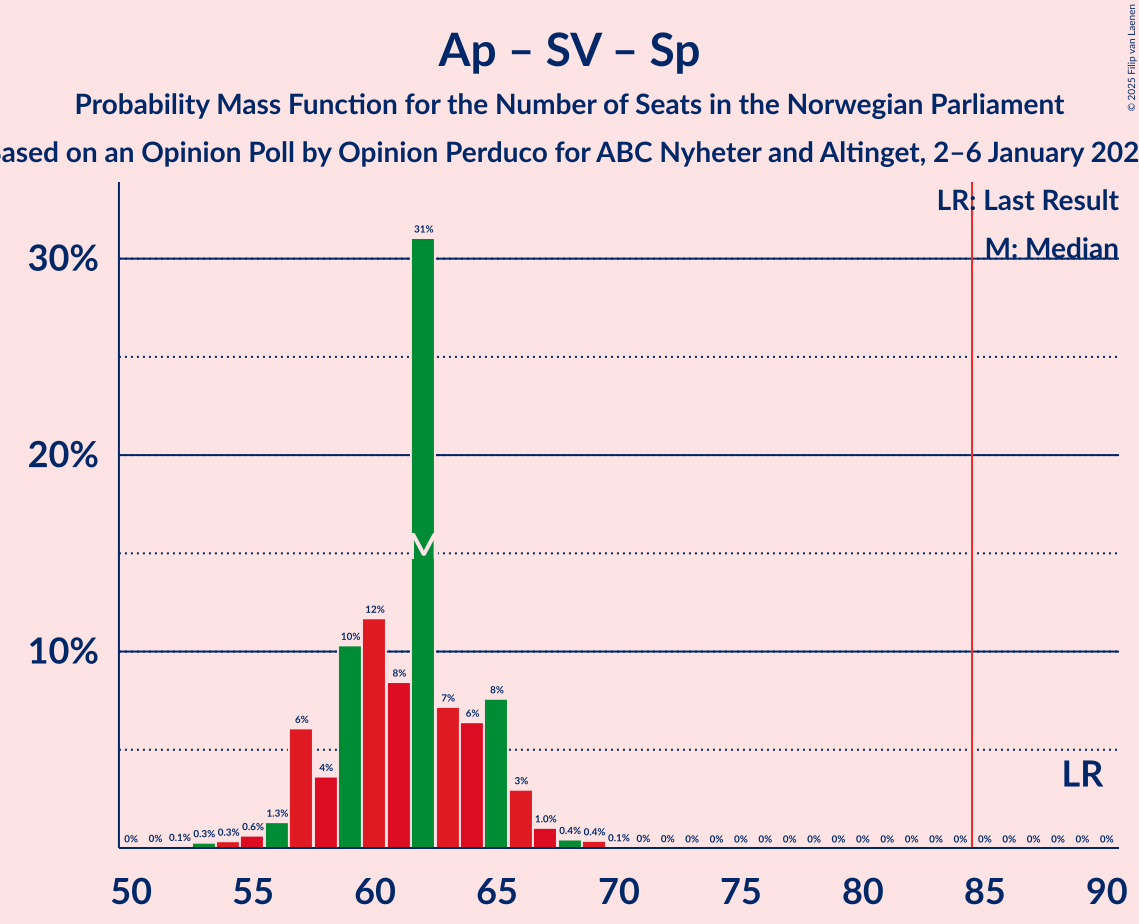 Ap – SV – Sp
Probability Mass Function for the Number of Seats in the Norwegian Parliament
ased on an Opinion Poll by Opinion Perduco for ABC Nyheter and Altinget, 2–6 January 202
© 2025 Filip van Laenen
LR: Last Result
M: Median
30%
20%
10%
31%
M
12%
10%
8%
8%
7%
6%
6%
4%
3%
LR
0% 0% 0.1% 0.3% 0.3% 0.6% 1.3% 1.0% 0.4% 0.4% 0.1% 0% 0% 0% 0% 0% 0% 0% 0% 0% 0% 0% 0% 0% 0% 0% 0% 0% 0% 0% 0%
50 55 60 65 70 75 80 85 90